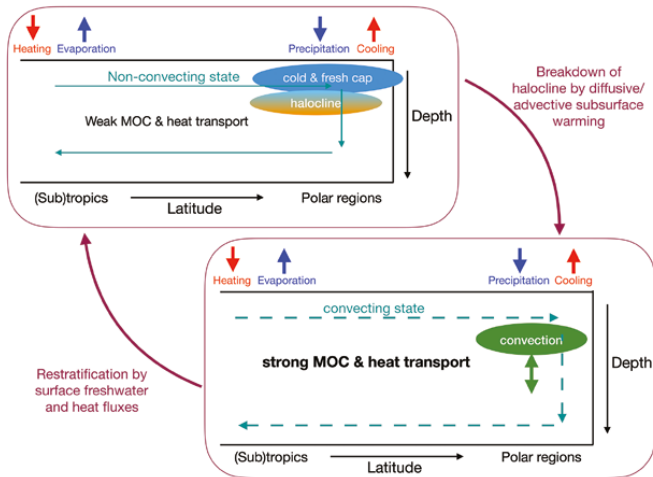 Heating
Evaporation
Precipitation
Cooling
Non-convecting state
cold & fresh cap
halocline
Weak MOC & heat transport
Depth
(Sub)tropics
Latitude
Polar regions
Breakdown of
halocline by diffusive/
advective subsurface
warming
Heating
Evaporation
Precipitation
Cooling
convecting state
convection
strong MOC & heat transport
Depth
(Sub)tropics
Latitude
Polar regions
Restratification by
surface freshwater
and heat fluxes